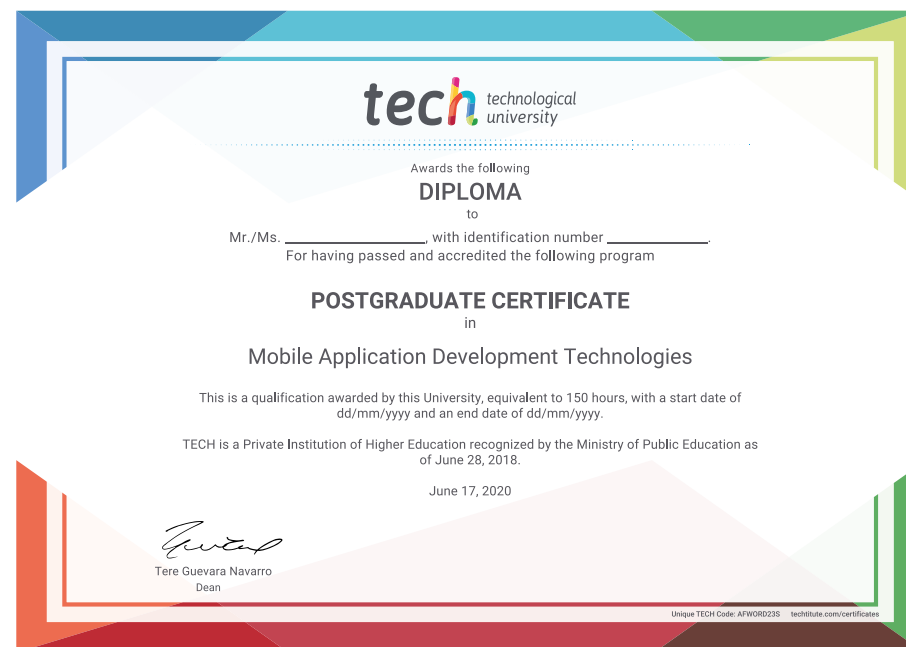 tech technological
university
Awards the following
DIPLOMA
to
Mr./Ms. ____________________, with identification number ______________.
For having passed and accredited the following program
POSTGRADUATE CERTIFICATE
in
Mobile Application Development Technologies
This is a qualification awarded by this University, equivalent to 150 hours, with a start date of
dd/mm/yyyy and an end date of dd/mm/yyyy.
TECH is a Private Institution of Higher Education recognized by the Ministry of Public Education as
of June 28, 2018.
June 17, 2020
Tere Guevara Navarro
Dean
Unique TECH Code: AFWORD23S techtitute.com/certificates